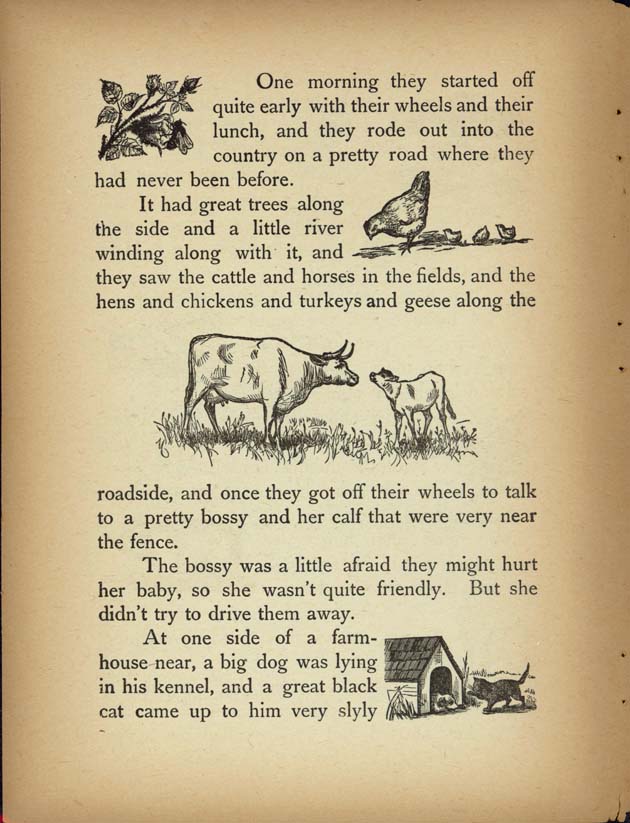 One morning they started off
quite early with their wheels and their
lunch, and they rode out into the
country on a pretty road where they
had never been before.
It had great trees along
the side and a little river
winding along with it, and
they saw the cattle and horses in the fields, and the
hens and chickens and turkeys and geese along the
roadside, and once they got off their wheels to talk
to a pretty bossy and her calf that were very near
the fence.
The bossy was a little afraid they might hurt
her baby, so she wasn't quite friendly. But she
didn't try to drive them away.
At one side of a farm-
house near, a big dog was lying
in his kennel, and a great black
cat came up to him very slyly